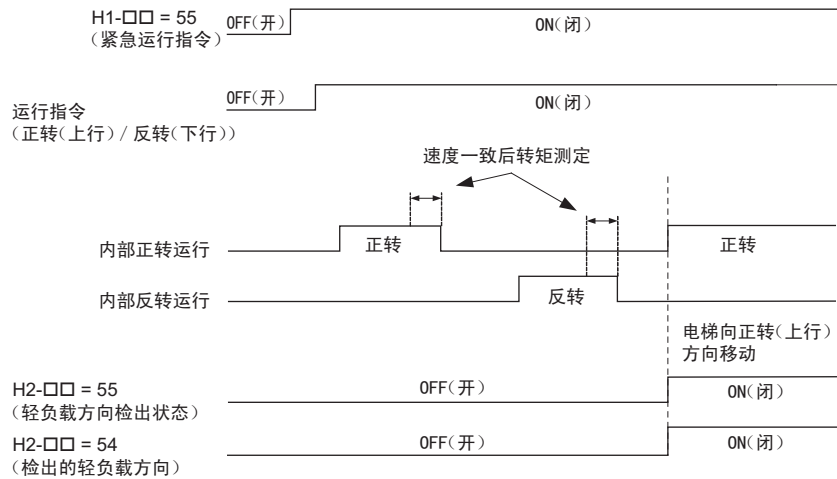 H1-□□ = 55
（紧急运行指令）
OFF(开)
ON(闭)
OFF(开)
ON(闭)
运行指令
（正转(上行) / 反转(下行)）
速度一致后转矩测定
内部正转运行
正转
正转
内部反转运行
反转
电梯向正转(上行)
方向移动
H2-□□ = 55
（轻负载方向检出状态）
OFF(开)
ON(闭)
H2-□□ = 54
（检出的轻负载方向）
OFF(开)
ON(闭)